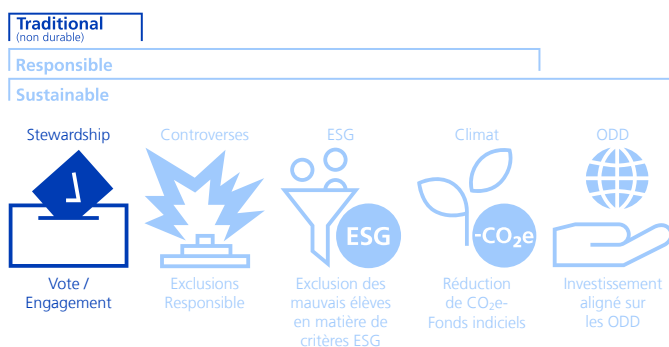 Traditional
(non durable)
Responsible
Sustainable
Stewardship
Controverses
ESG
Climat
ODD
ESG
-CO₂e
Vote /
Engagement
Exclusions
Responsible
Exclusion des
mauvais élèves
en matière de
critères ESG
Réduction
de CO₂e-
Fonds indiciels
Investissement
aligné sur
les ODD